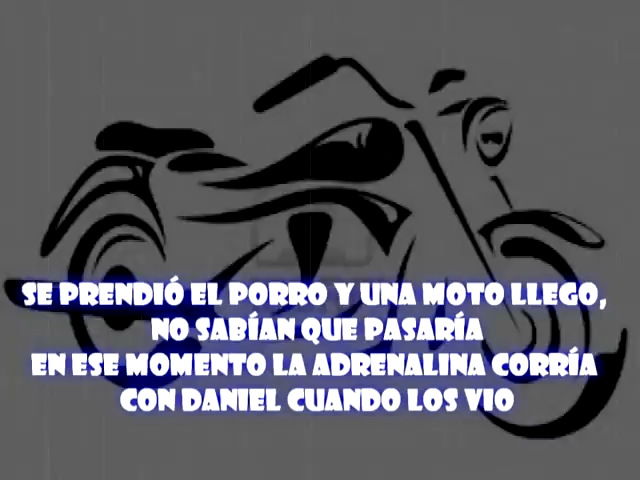 SE PRENDIÓ EL PORRO Y UNA MOTO LLEGO,
NO SABÍAN QUE PASARÍA
EN ESE MOMENTO LA ADRENALINA CORRÍA
CON DANIEL CUANDO LOS VIO